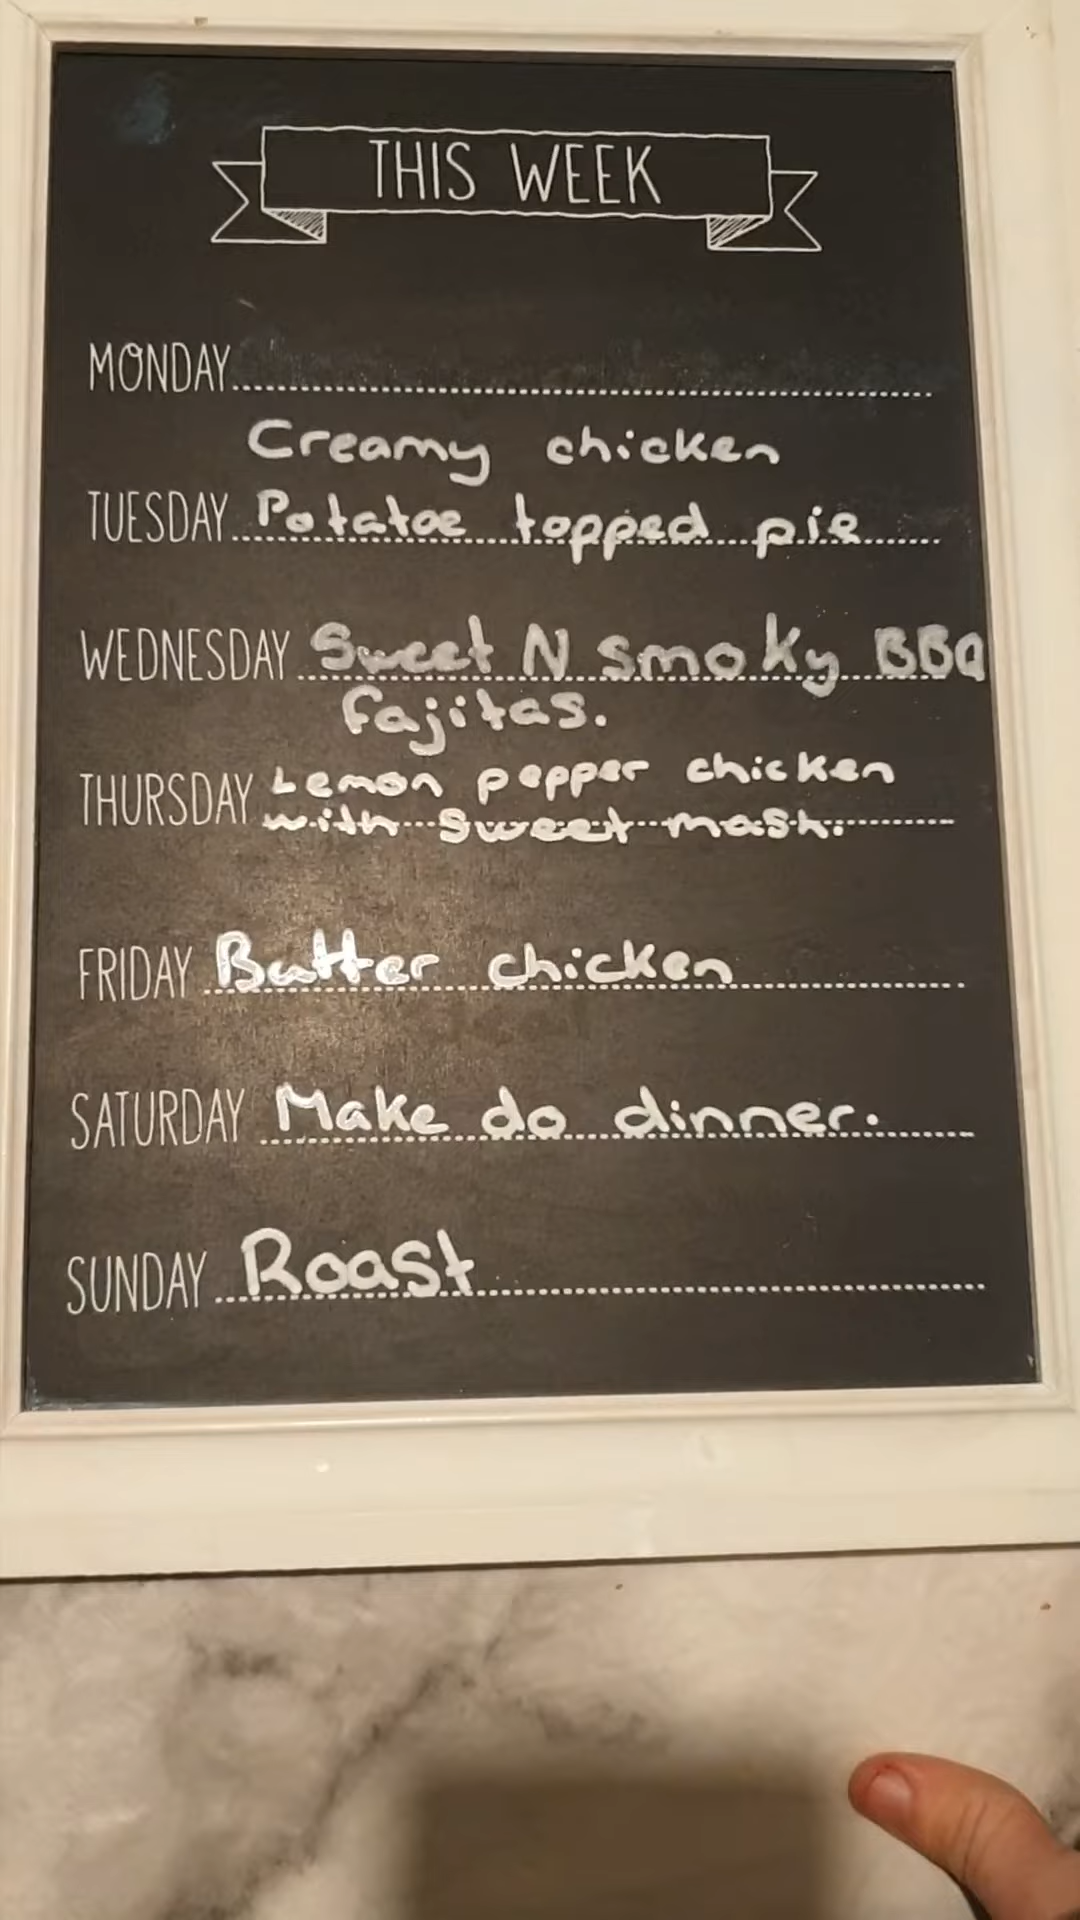 THIS WEEK
MONDAY
Creamy chicken
TUESDAY Potatoe topped pie
WEDNESDAY Sweet N Smoky BBQ
fajitas.
THURSDAY Lemon pepper chicken
with sweet mash.
FRIDAY Butter chicken
SATURDAY Make do dinner.
SUNDAY Roast